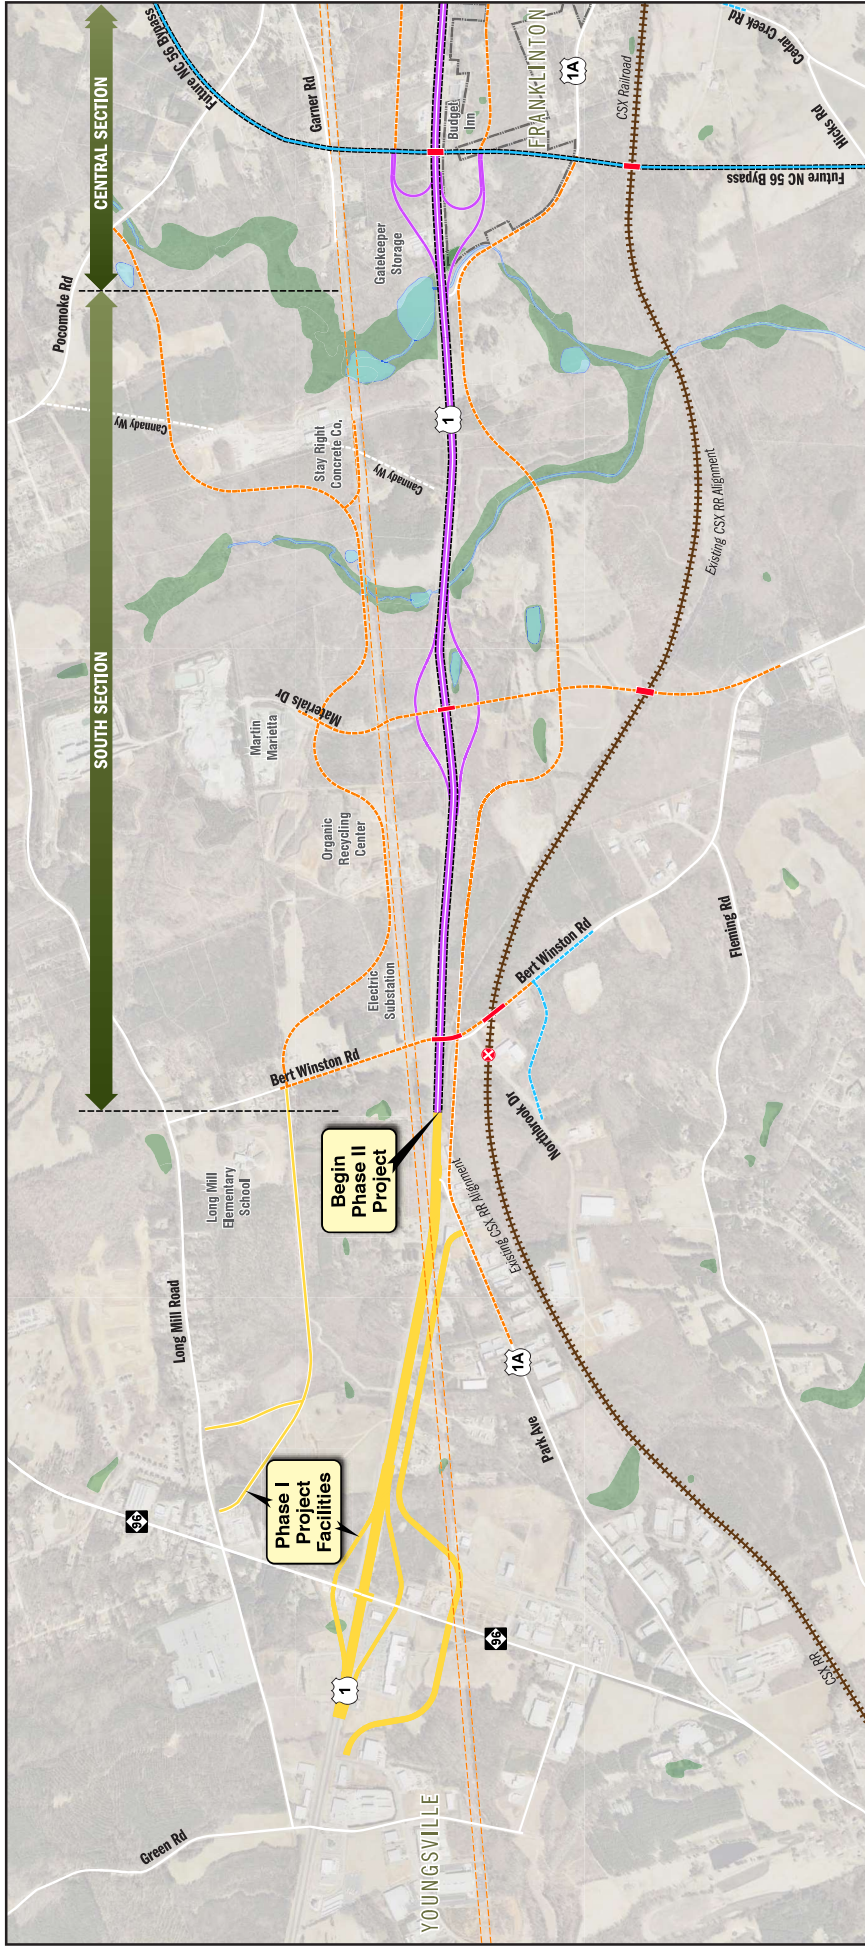 SOUTH SECTION
CENTRAL SECTION
Green Rd
YOUNGSVILLE
1
96
96
Phase I
Project
Facilities
Long Mill Road
Long Mill
Elementary
School
Park Ave
1A
CSX RR
Existing CSX RR Alignment
Begin
Phase II
Project
Bert Winston Rd
Northbrook Dr
Bert Winston Rd
Fleming Rd
Electric
Substation
Organic
Recycling
Center
Martin
Marietta
Materials Dr
Existing CSX RR Alignment
Cannady Wy
Cannady Wy
Stay Right
Concrete Co.
1
Pocomoke Rd
Gatekeeper
Storage
Garner Rd
Future NC 56 Bypass
Budget
Inn
FRANKLINTON
1A
CSX Railroad
Future NC 56 Bypass
Hicks Rd
Cedar Creek Rd